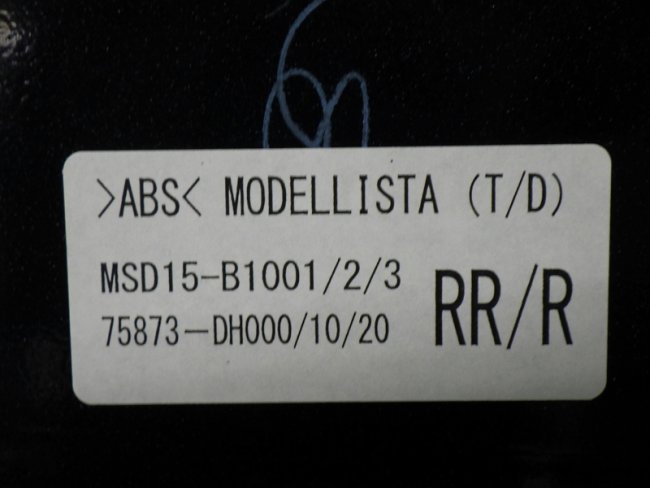 >ABS< MODELLISTA (T/D)
MSD15-B1001/2/3
75873-DH000/10/20
RR/R